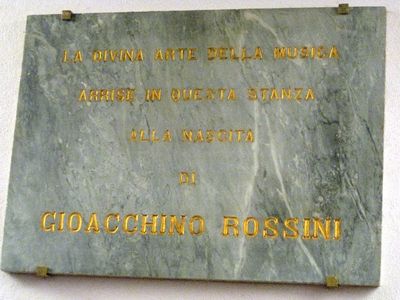 LA DIVINA ARTE DELLA MUSICA
ARRISE IN QUESTA STANZA
ALLA NASCITA
DI
GIOACCHINO ROSSINI